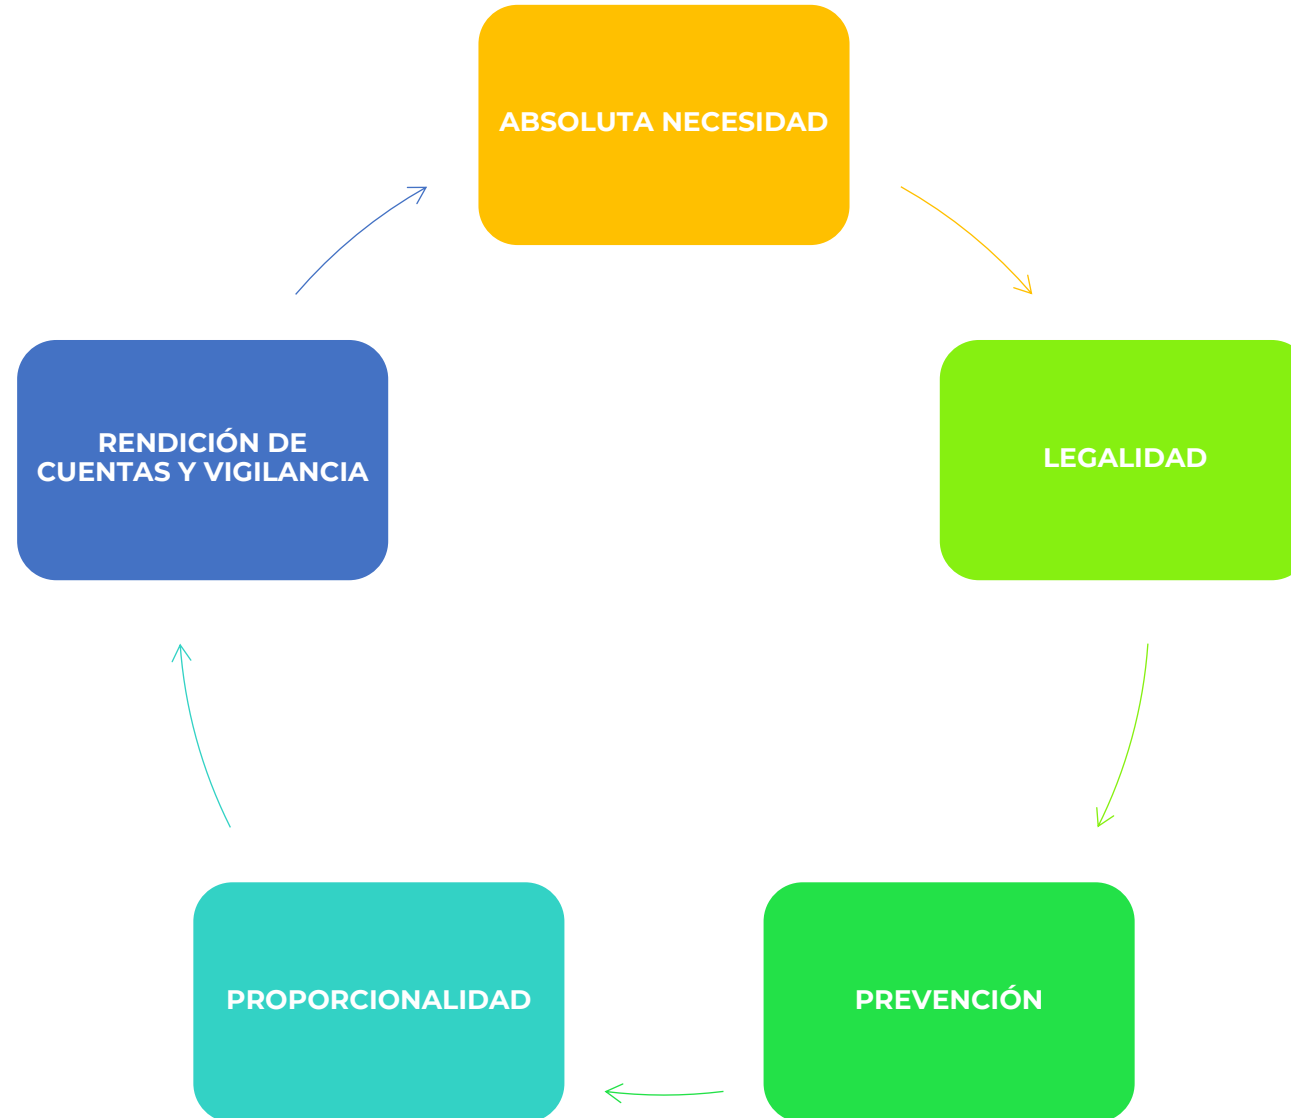 ABSOLUTA NECESIDAD
LEGALIDAD
PREVENCIÓN
PROPORCIONALIDAD
RENDICIÓN DE
CUENTAS Y VIGILANCIA